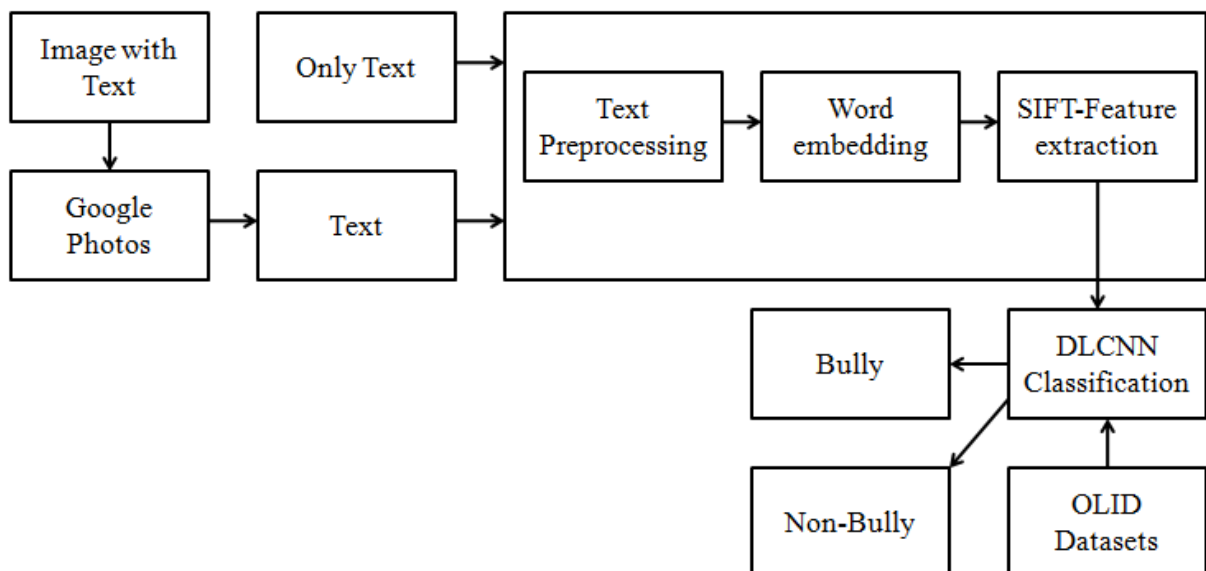 Image with
Text
Only Text
Text
Preprocessing
Word
embedding
SIFT-Feature
extraction
Google
Photos
Text
Bully
DLCNN
Classification
Non-Bully
OLID
Datasets